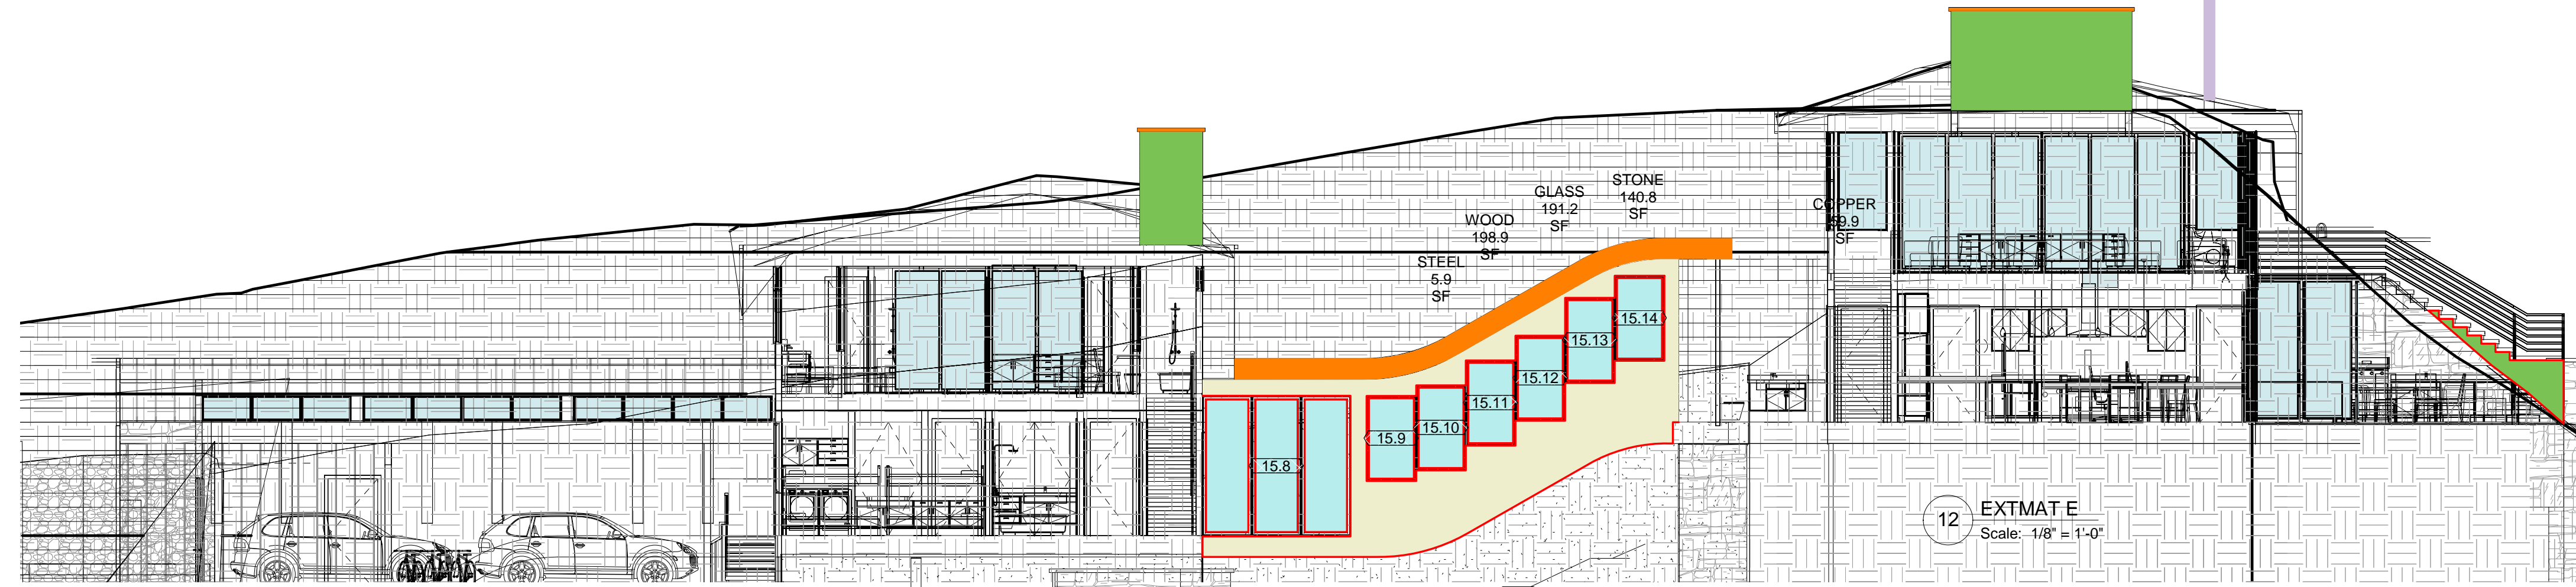 STEEL
5.9
SF
WOOD
198.9
SF
GLASS
191.2
SF
STONE
140.8
SF
COPPER
59.9
SF
15.8
15.9
15.10
15.11
15.12
15.13
15.14
12
EXTMAT E
Scale: 1/8" = 1'-0"